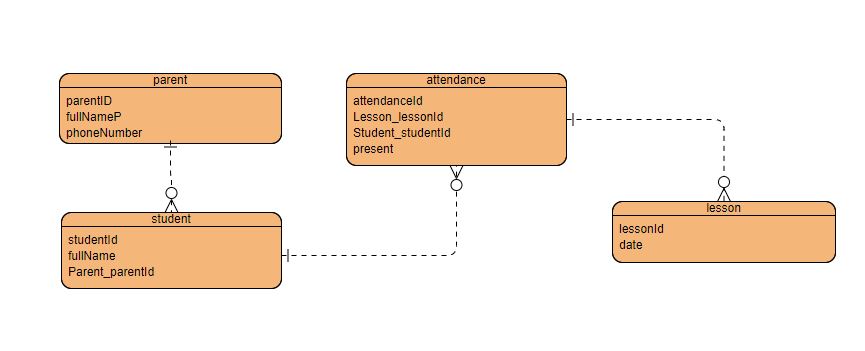 parent
parentID
fullNameP
phoneNumber
attendance
attendanceId
Lesson_lessonId
Student_studentId
present
student
studentId
fullName
Parent_parentId
lesson
lessonId
date